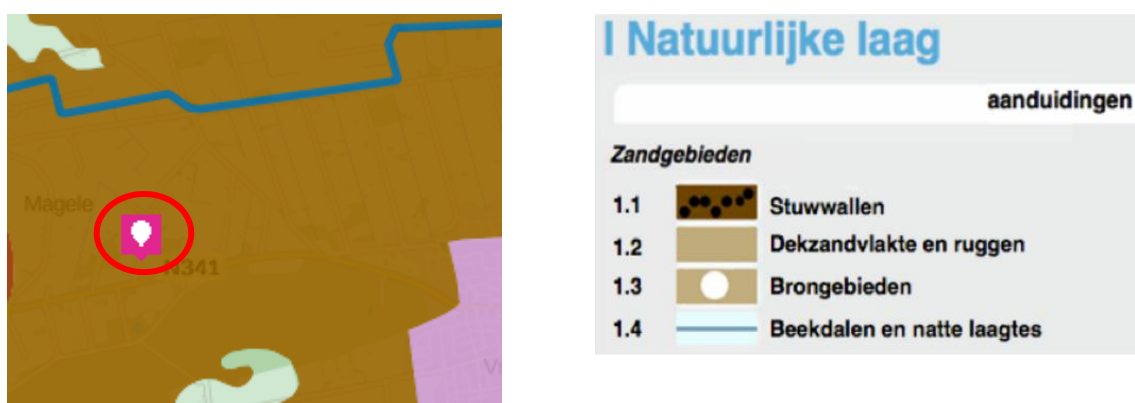 Magele
N341
I Natuurlijke laag
aanduidingen
Zandgebieden
1.1 Stuwwallen
1.2 Dekzandvlakte en ruggen
1.3 Brongebieden
1.4 Beekdalen en natte laagtes